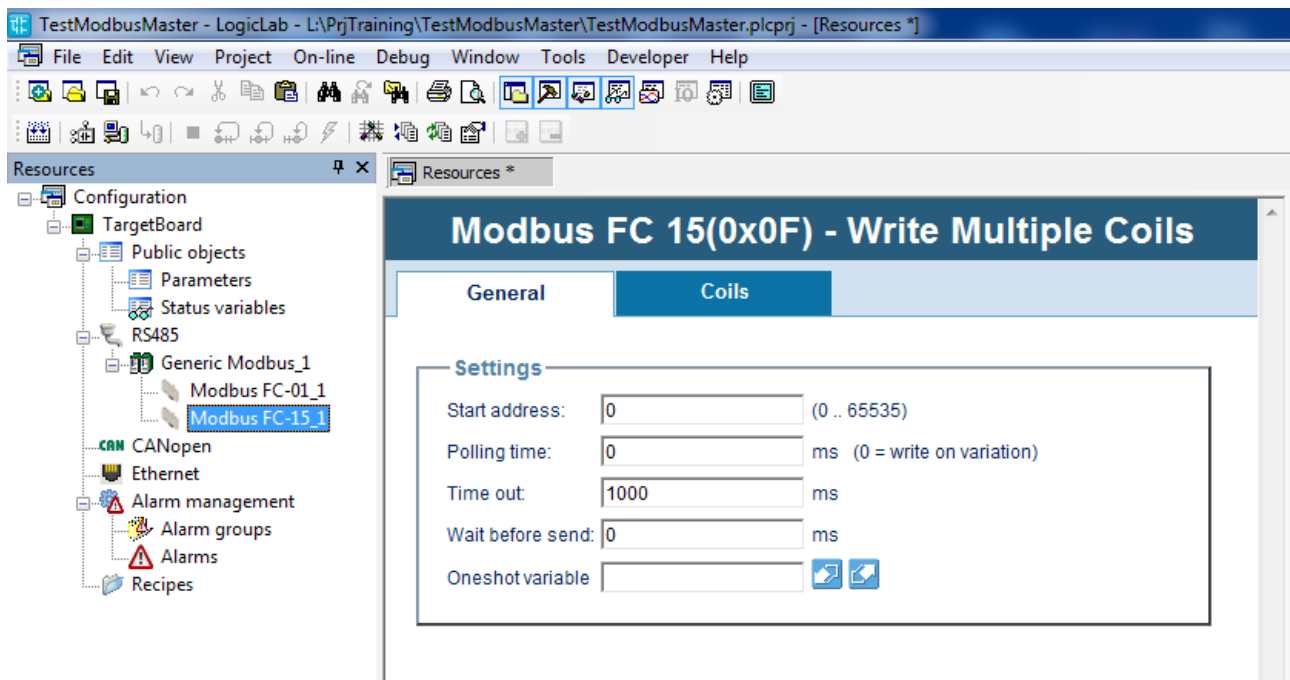 TestModbusMaster - LogicLab - L:\PrjTraining\TestModbusMaster\TestModbusMaster.plcprj - [Resources *]
File Edit View Project On-line Debug Window Tools Developer Help
Resources
Configuration
TargetBoard
Public objects
Parameters
Status variables
RS485
Generic Modbus_1
Modbus FC-01_1
Modbus FC-15_1
CAN CANopen
Ethernet
Alarm management
Alarm groups
Alarms
Recipes
Resources *
Modbus FC 15(0x0F) - Write Multiple Coils
General Coils
Settings
Start address: 0 (0 .. 65535)
Polling time: 0 ms (0 = write on variation)
Time out: 1000 ms
Wait before send: 0 ms
Oneshot variable